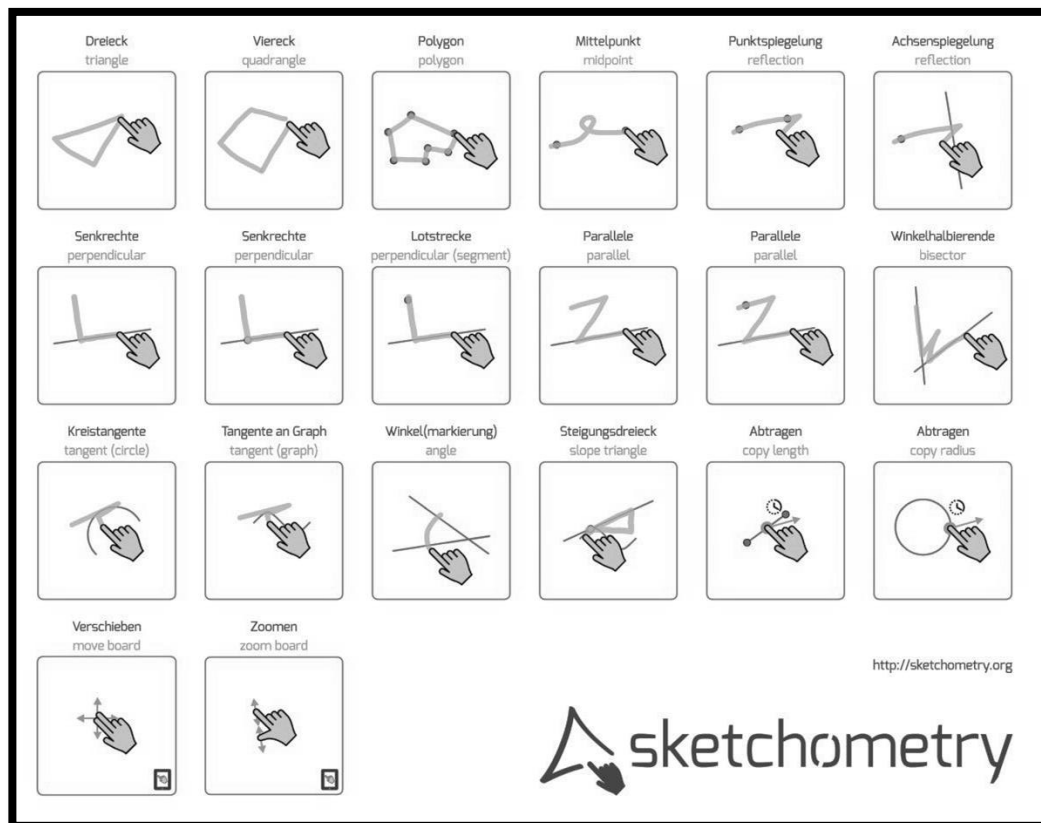 Dreieck
triangle
Viereck
quadrangle
Polygon
polygon
Mittelpunkt
midpoint
Punktspiegelung
reflection
Achsenspiegelung
reflection
Senkrechte
perpendicular
Senkrechte
perpendicular
Lotstrecke
perpendicular (segment)
Parallele
parallel
Parallele
parallel
Winkelhalbierende
bisector
Kreistangente
tangent (circle)
Tangente an Graph
tangent (graph)
Winkel(markierung)
angle
Steigungsdreieck
slope triangle
Abtragen
copy length
Abtragen
copy radius
Verschieben
move board
Zoomen
zoom board
http://sketchometry.org
sketchometry